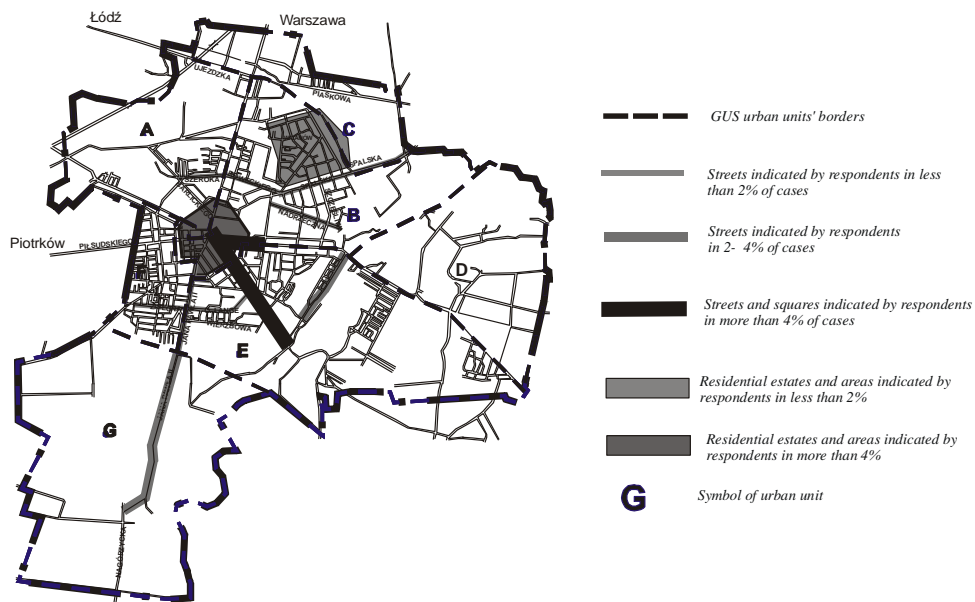 Łódź
Warszawa
UJEZDZKA
PIASKOWA
A
C
SPALSKA
SZEROKA
B
NADRZECZNA
Piotrków
PIŁSUDSKIEGO
D
WIERZBOWA
E
G
NAGÓRZYCKA
GUS urban units' borders
Streets indicated by respondents in less
than 2% of cases
Streets indicated by respondents
in 2- 4% of cases
Streets and squares indicated by respondents
in more than 4% of cases
Residential estates and areas indicated by
respondents in less than 2%
Residential estates and areas indicated by
respondents in more than 4%
G
Symbol of urban unit